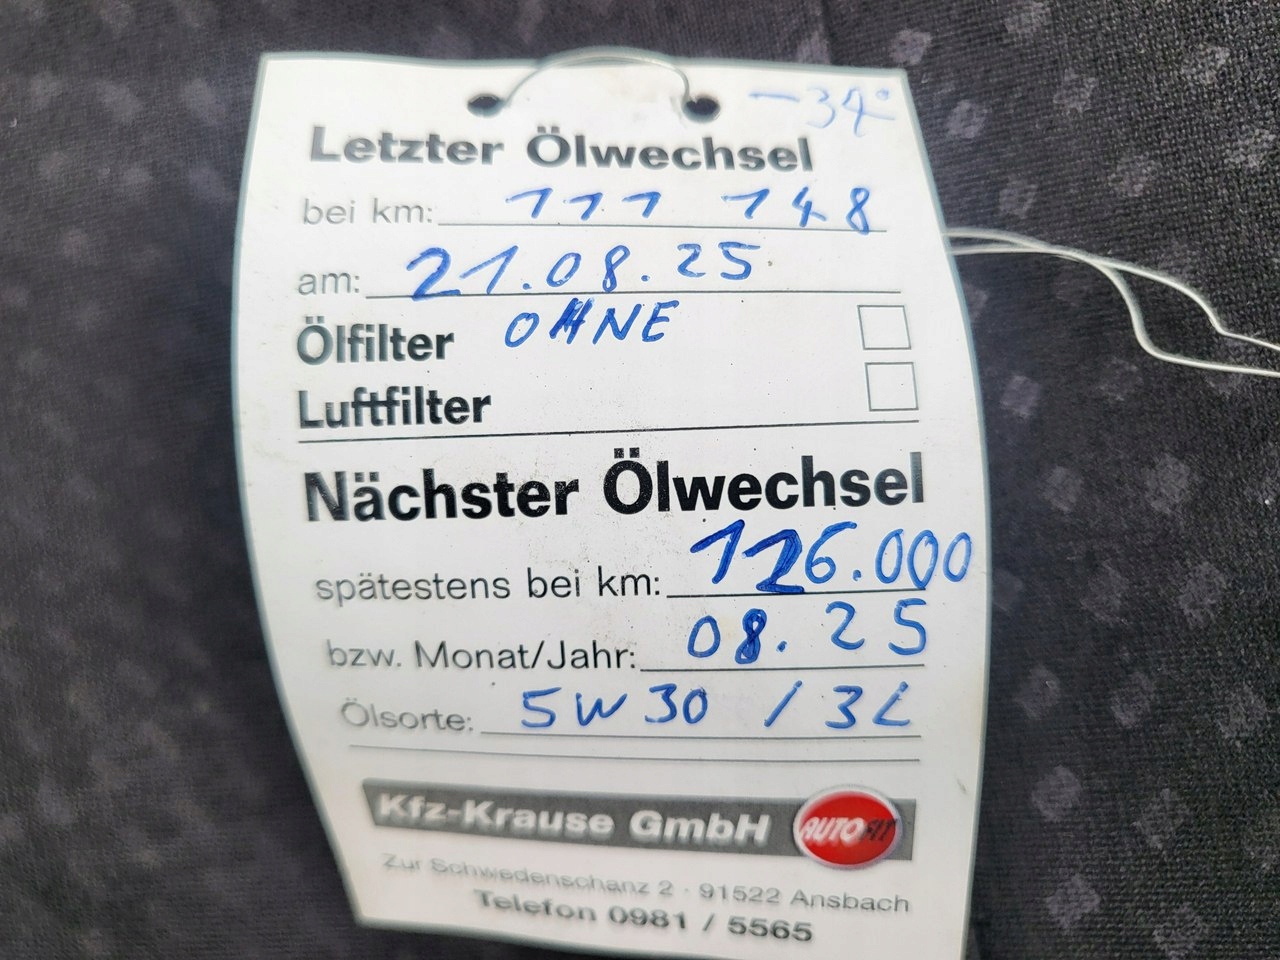 -34°
Letzter Ölwechsel
bei km: 111 148
am: 21.08.25
Ölfilter OHNE
Luftfilter
Nächster Ölwechsel
spätestens bei km: 126.000
bzw. Monat/Jahr: 08.25
Ölsorte: 5W30 / 3L
Kfz-Krause GmbH AUTOFIT
Zur Schwedenschanz 2 · 91522 Ansbach
Telefon 0981 / 5565